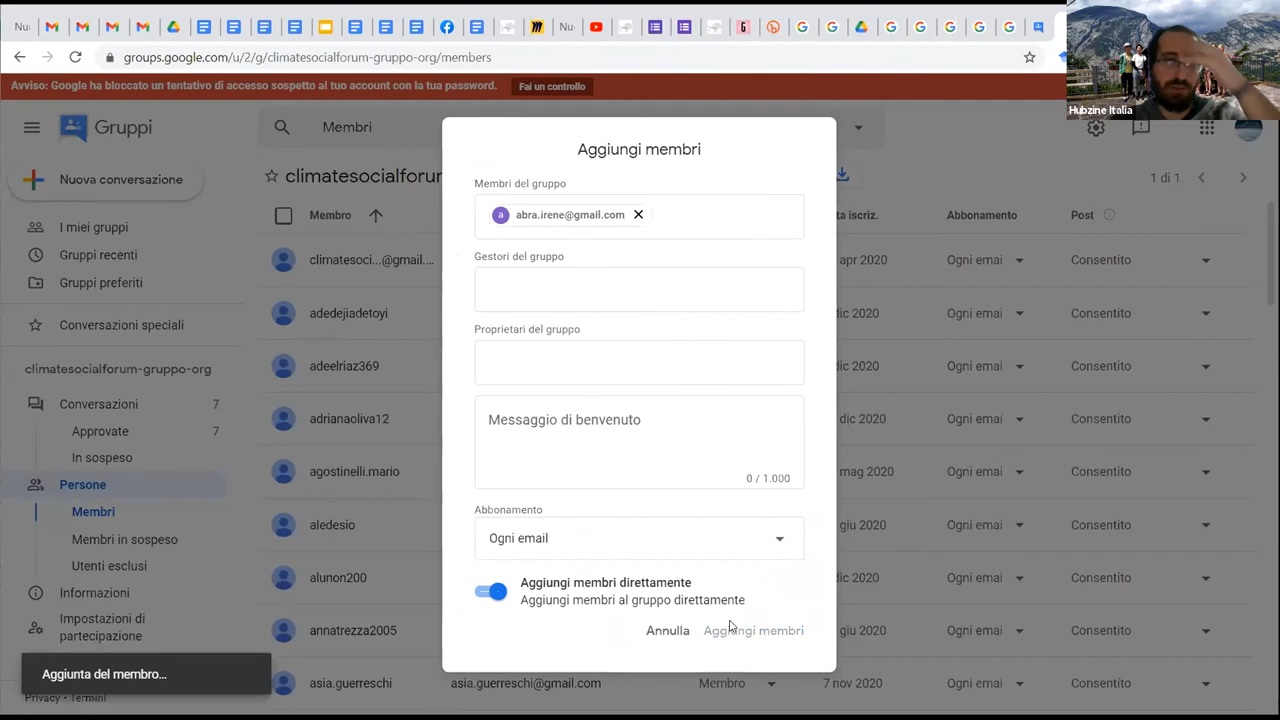 Nu
Nu
groups.google.com/u/2/g/climatesocialforum-gruppo-org/members
Avviso: Google ha bloccato un tentativo di accesso sospetto al tuo account con la tua password.
Fai un controllo
Hubzine Italia
Gruppi
Membri
Nuova conversazione
climatesocialforum
1 di 1
Membro
ta iscriz.
Abbonamento
Post
I miei gruppi
Gruppi recenti
Gruppi preferiti
Conversazioni speciali
climatesocialforum-gruppo-org
Conversazioni 7
Approvate 7
In sospeso
Persone
Membri
Membri in sospeso
Utenti esclusi
Informazioni
Impostazioni di
partecipazione
Privacy • Termini
Aggiunta del membro...
climatesoci...@gmail....
apr 2020
Ogni emai
Consentito
adedejiadetoyi
dic 2020
Ogni emai
Consentito
adeelriaz369
dic 2020
Ogni emai
Consentito
adrianaoliva12
dic 2020
Ogni emai
Consentito
agostinelli.mario
mag 2020
Ogni emai
Consentito
aledesio
giu 2020
Ogni emai
Consentito
alunon200
dic 2020
Ogni emai
Consentito
annatrezza2005
giu 2020
Ogni emai
Consentito
asia.guerreschi
asia.guerreschi@gmail.com
Membro
7 nov 2020
Ogni emai
Consentito
Aggiungi membri
Membri del gruppo
a abra.irene@gmail.com
Gestori del gruppo
Proprietari del gruppo
Messaggio di benvenuto
0 / 1.000
Abbonamento
Ogni email
Aggiungi membri direttamente
Aggiungi membri al gruppo direttamente
Annulla
Aggiungi membri